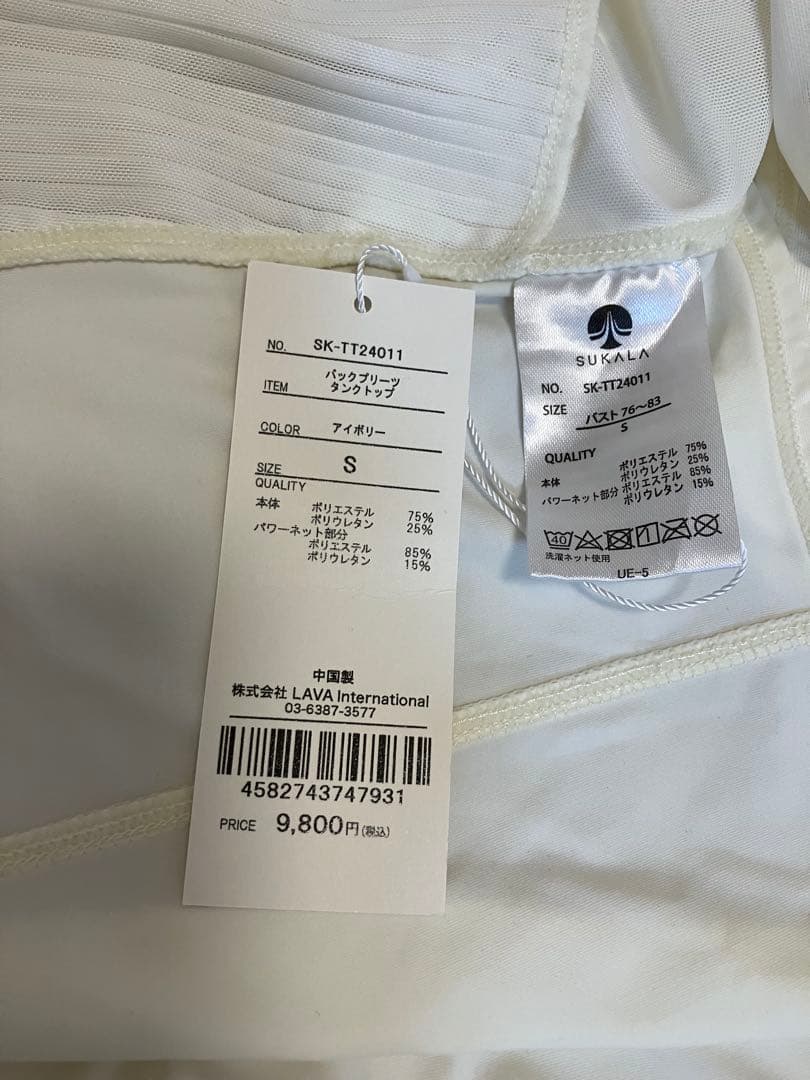 NO. SK-TT24011
ITEM バックプリーツ
タンクトップ
COLOR アイボリー
SIZE S
QUALITY
本体 ポリエステル 75%
ポリウレタン 25%
パワーネット部分
ポリエステル 85%
ポリウレタン 15%
中国製
株式会社 LAVA International
03-6387-3577
4582743747931
PRICE 9,800円(税込)
SUKALA
NO. SK-TT24011
SIZE バスト 76〜83
S
QUALITY
本体 ポリエステル 75%
ポリウレタン 25%
パワーネット部分 ポリエステル 85%
ポリウレタン 15%
40
洗濯ネット使用
UE-5